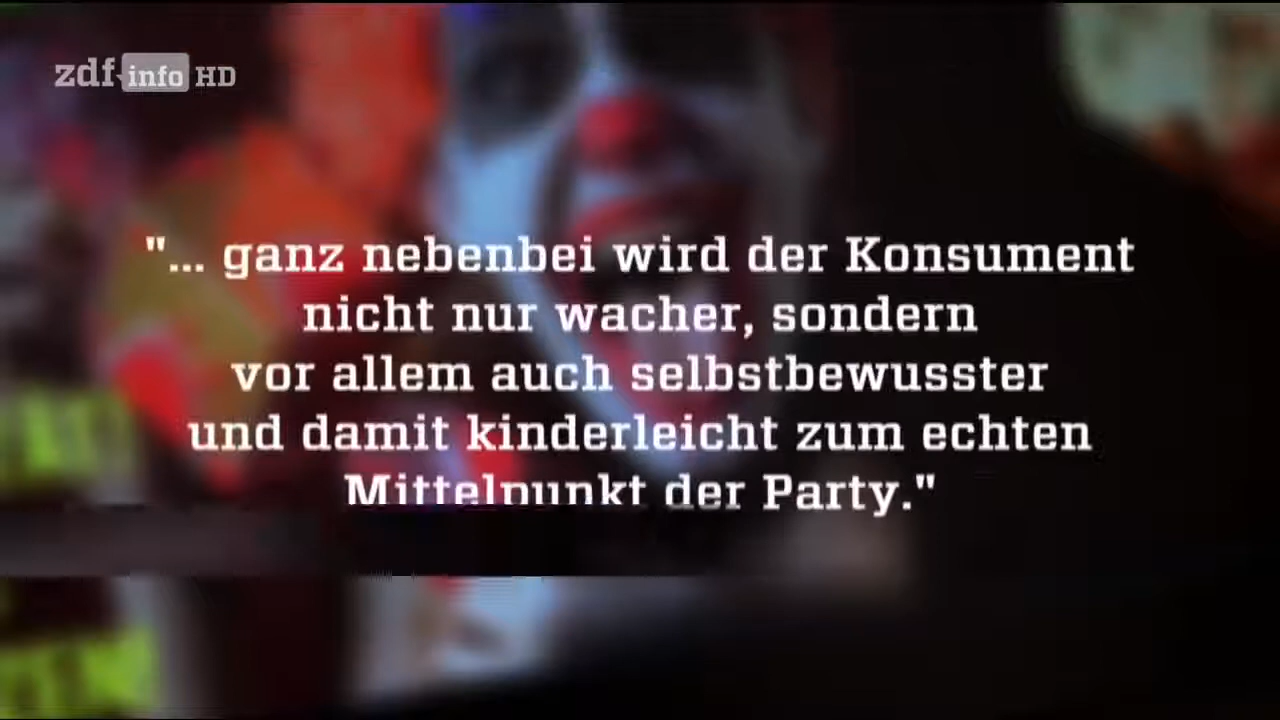 zdf info HD
"... ganz nebenbei wird der Konsument
nicht nur wacher, sondern
vor allem auch selbstbewusster
und damit kinderleicht zum echten
Mittelpunkt der Party."